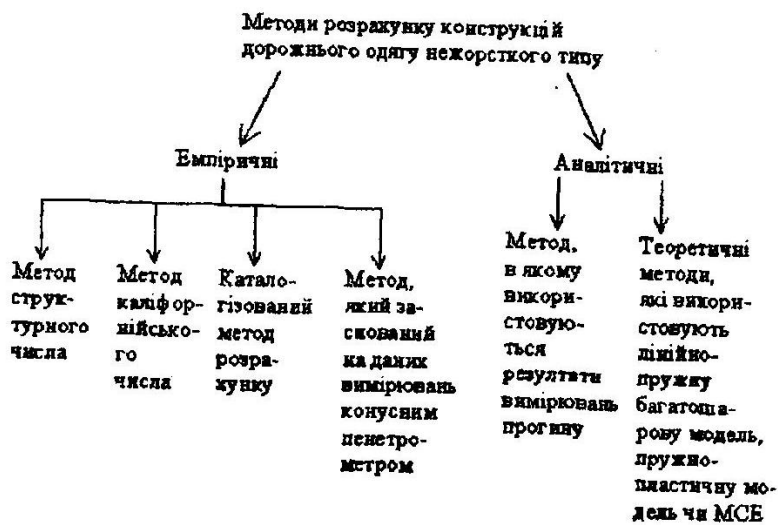 Методи розрахунку конструкцій
дорожнього одягу нежорсткого типу
Емпіричні
Аналітичні
Метод
струк-
турного
числа
Метод
каліфор-
нійсько-
го
числа
Катало-
гізований
метод
розра-
хунку
Метод,
який за-
снований
на даних
вимірювань
конусним
пенетро-
метром
Метод,
в якому
викори-
стовую-
ться
результати
вимірювань
прогину
Теоретичні
методи,
які викори-
стовують
лінійно-
пружну
багатоша-
рову модель,
пружно-
пластичну мо-
дель чи МСЕ